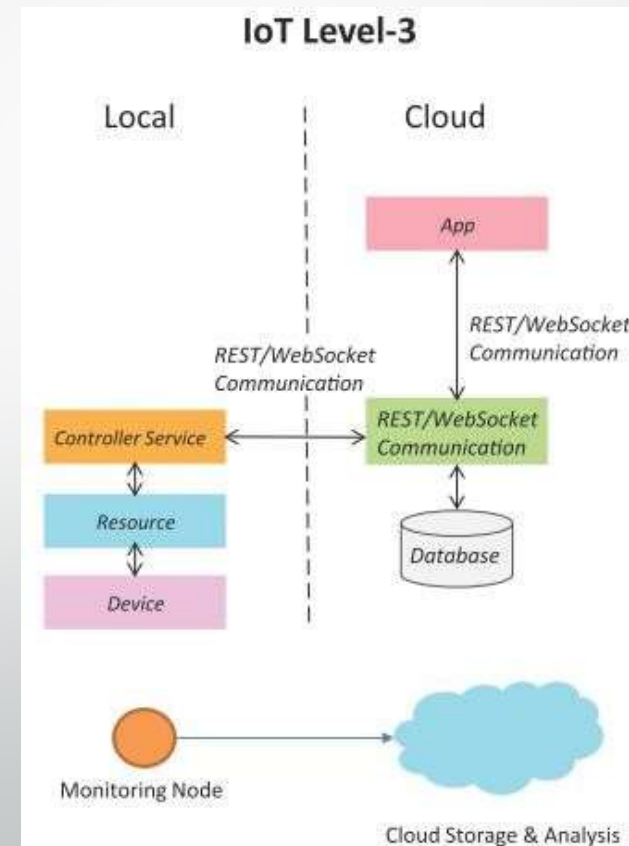 IoT Level-3
Local
Cloud
App
REST/WebSocket
Communication
REST/WebSocket
Communication
Controller Service
REST/WebSocket
Communication
Resource
Database
Device
Monitoring Node
Cloud Storage & Analysis